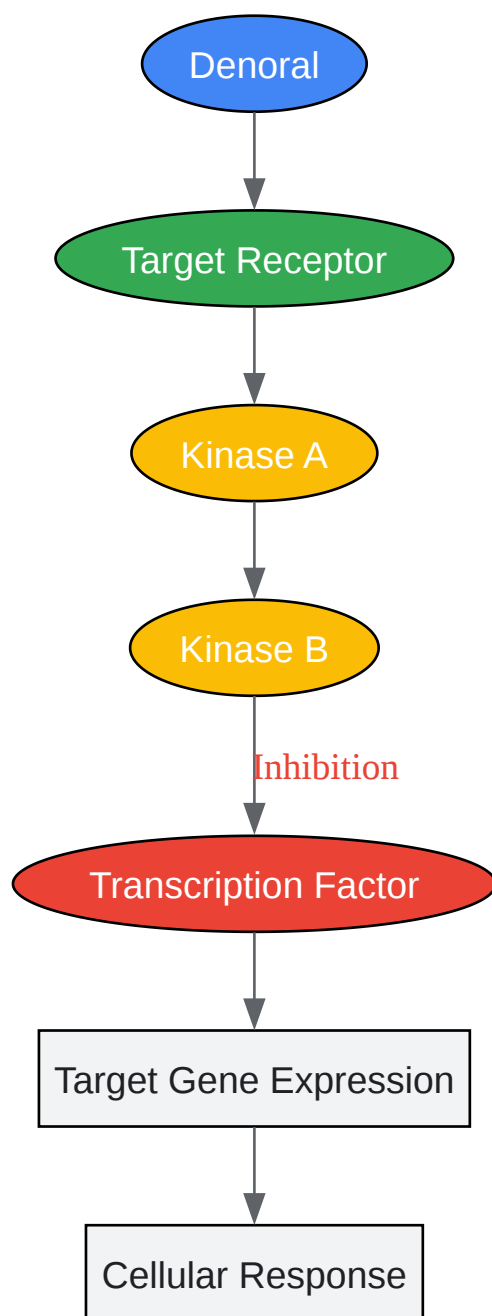 Denoral
Target Receptor
Kinase A
Kinase B
Inhibition
Transcription Factor
Target Gene Expression
Cellular Response